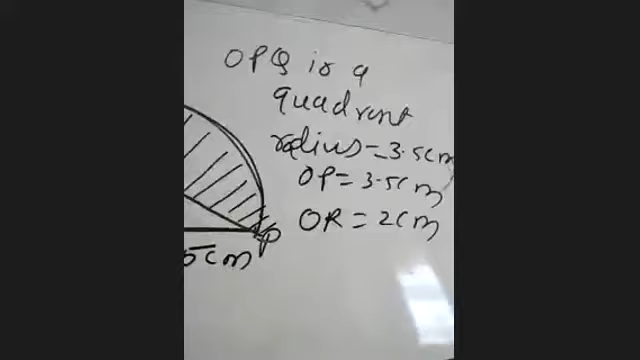 OPQ is a
quadrant
radius = 3.5cm
OP = 3.5cm
OR = 2cm
P
5cm